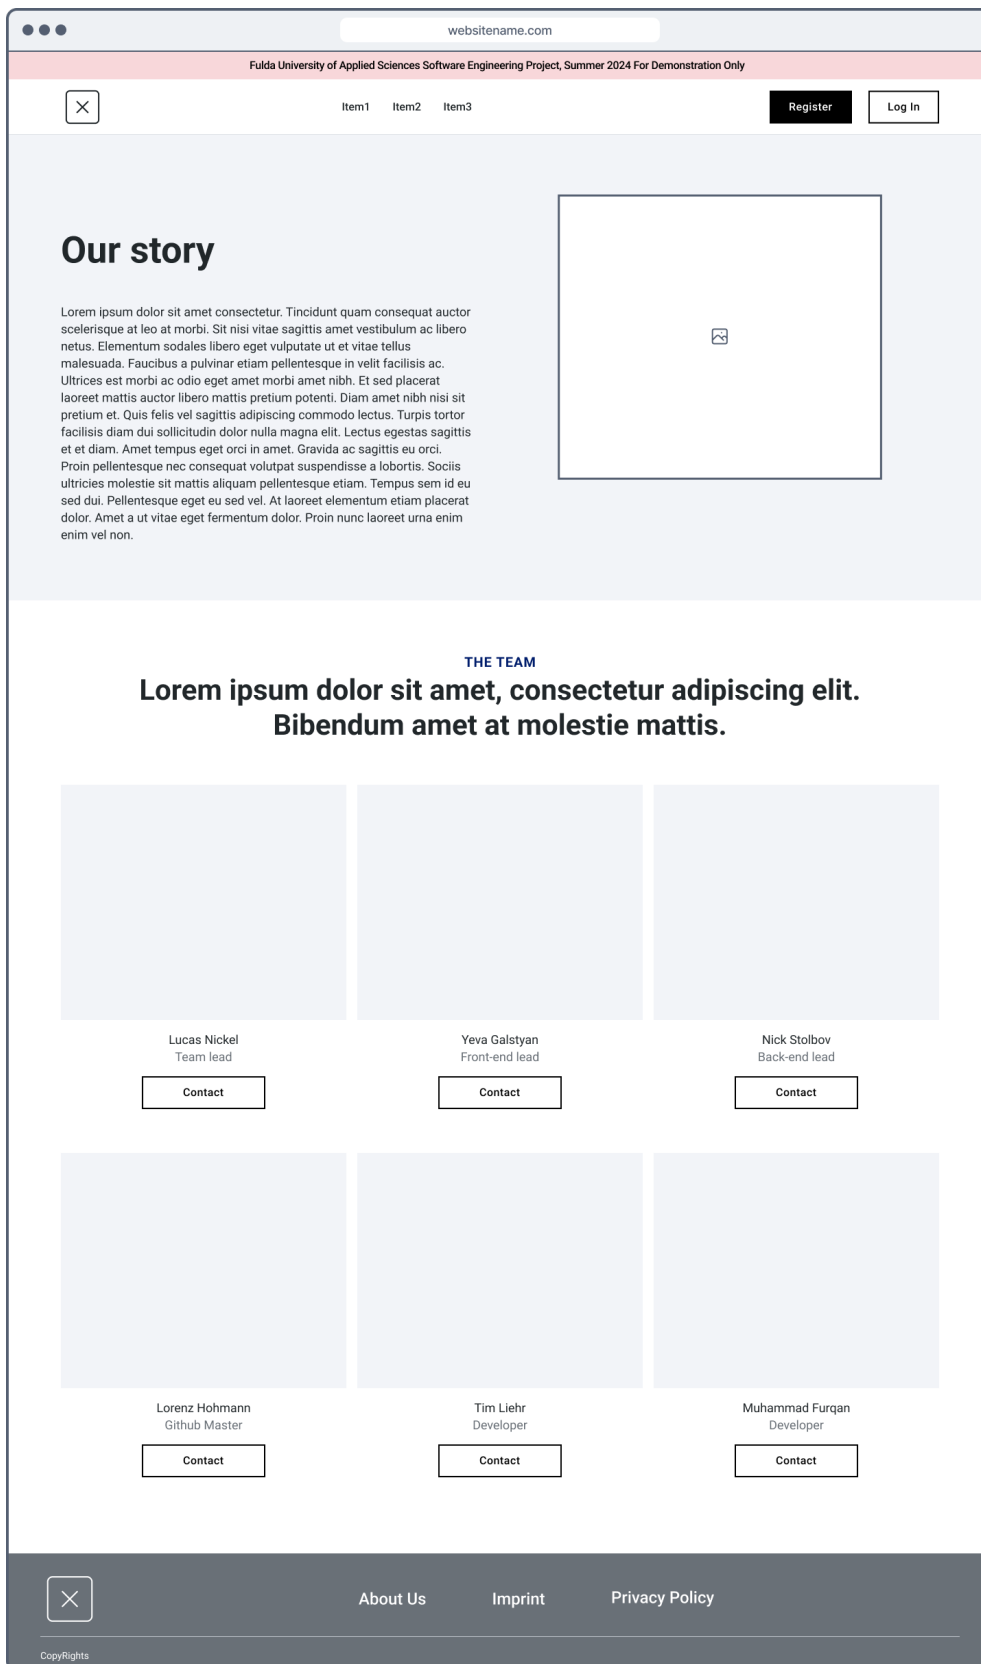 websitename.com
Fulda University of Applied Sciences Software Engineering Project, Summer 2024 For Demonstration Only
Item1 Item2 Item3 Register Log In
Our story
Lorem ipsum dolor sit amet consectetur. Tincidunt quam consequat auctor
scelerisque at leo at morbi. Sit nisi vitae sagittis amet vestibulum ac libero
netus. Elementum sodales libero eget vulputate ut et vitae tellus
malesuada. Faucibus a pulvinar etiam pellentesque in velit facilisis ac.
Ultrices est morbi ac odio eget amet morbi amet nibh. Et sed placerat
laoreet mattis auctor libero mattis pretium potenti. Diam amet nibh nisi sit
pretium et. Quis felis vel sagittis adipiscing commodo lectus. Turpis tortor
facilisis diam dui sollicitudin dolor nulla magna elit. Lectus egestas sagittis
et et diam. Amet tempus eget orci in amet. Gravida ac sagittis eu orci.
Proin pellentesque nec consequat volutpat suspendisse a lobortis. Sociis
ultricies molestie sit mattis aliquam pellentesque etiam. Tempus sem id eu
sed dui. Pellentesque eget eu sed vel. At laoreet elementum etiam placerat
dolor. Amet a ut vitae eget fermentum dolor. Proin nunc laoreet urna enim
enim vel non.
THE TEAM
Lorem ipsum dolor sit amet, consectetur adipiscing elit.
Bibendum amet at molestie mattis.
Lucas Nickel
Team lead
Contact
Yeva Galstyan
Front-end lead
Contact
Nick Stolbov
Back-end lead
Contact
Lorenz Hohmann
Github Master
Contact
Tim Liehr
Developer
Contact
Muhammad Furqan
Developer
Contact
About Us Imprint Privacy Policy
CopyRights